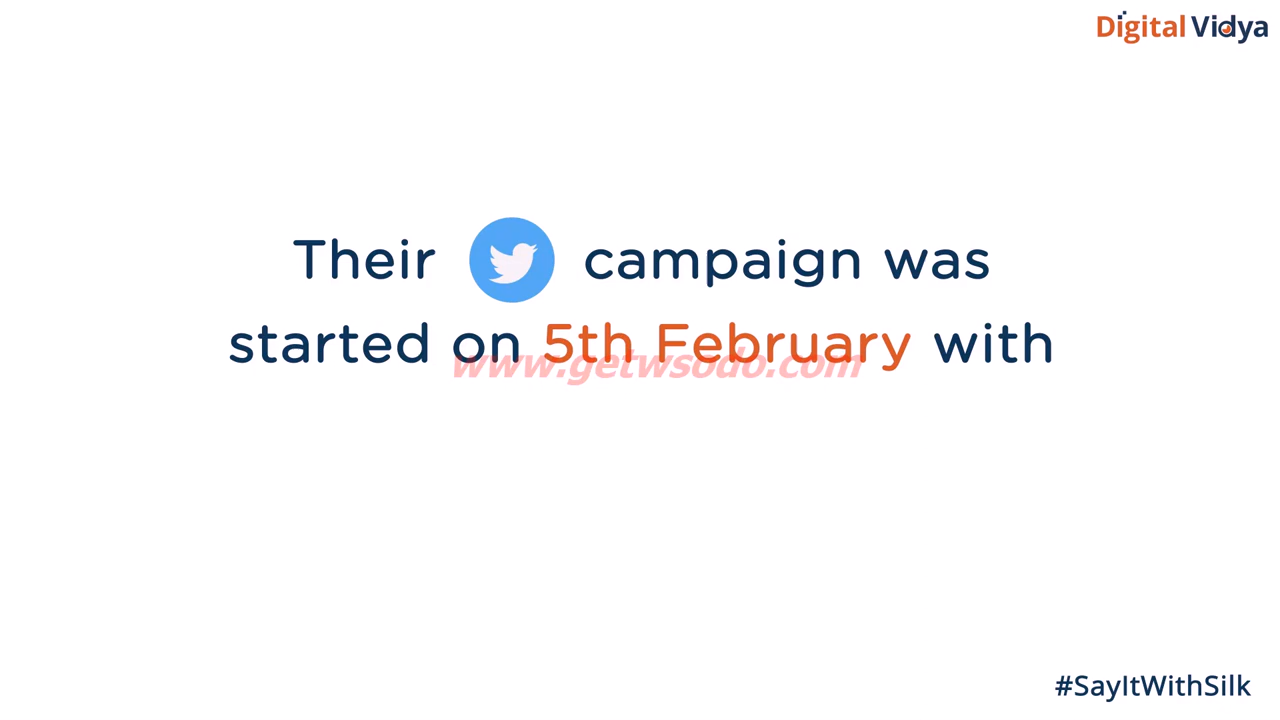 Digital Vidya
Their campaign was
started on 5th February with
www.getwsodo.com
#SayItWithSilk